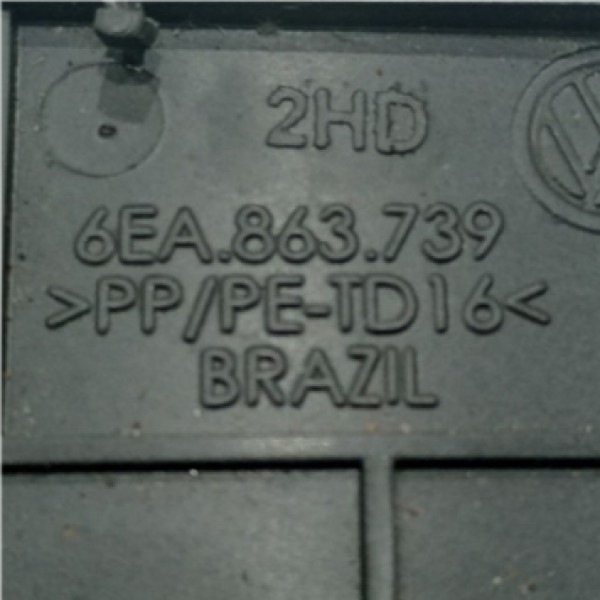 2HD
6EA.863.739
>PP/PE-TD16<
BRAZIL